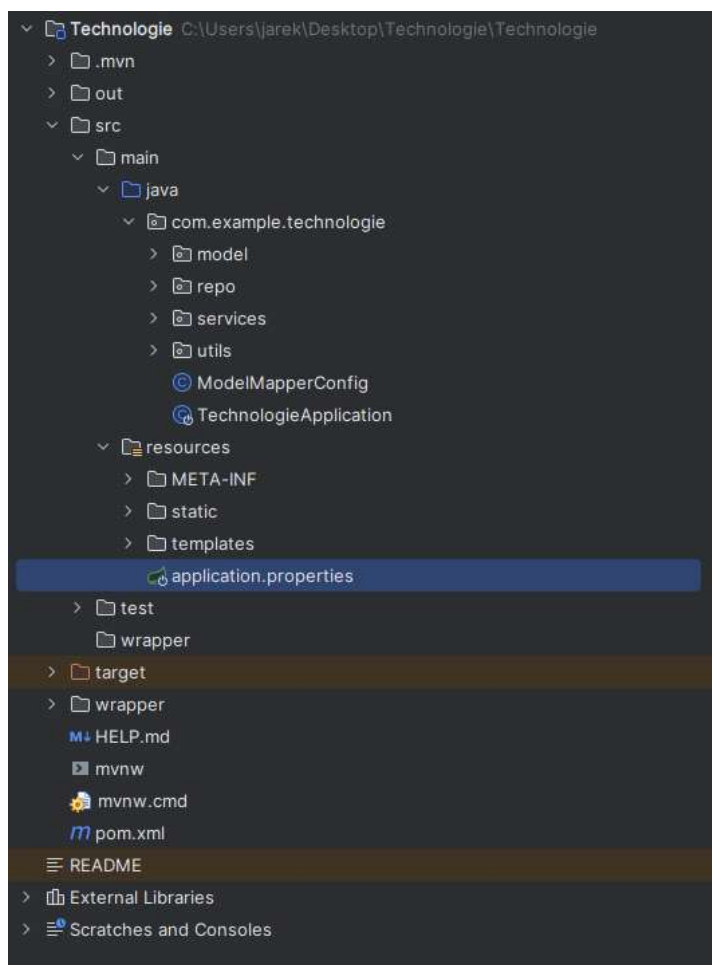 Technologie C:\Users\jarek\Desktop\Technologie\Technologie
.mvn
out
src
main
java
com.example.technologie
model
repo
services
utils
ModelMapperConfig
TechnologieApplication
resources
META-INF
static
templates
application.properties
test
wrapper
target
wrapper
HELP.md
mvnw
mvnw.cmd
pom.xml
README
External Libraries
Scratches and Consoles